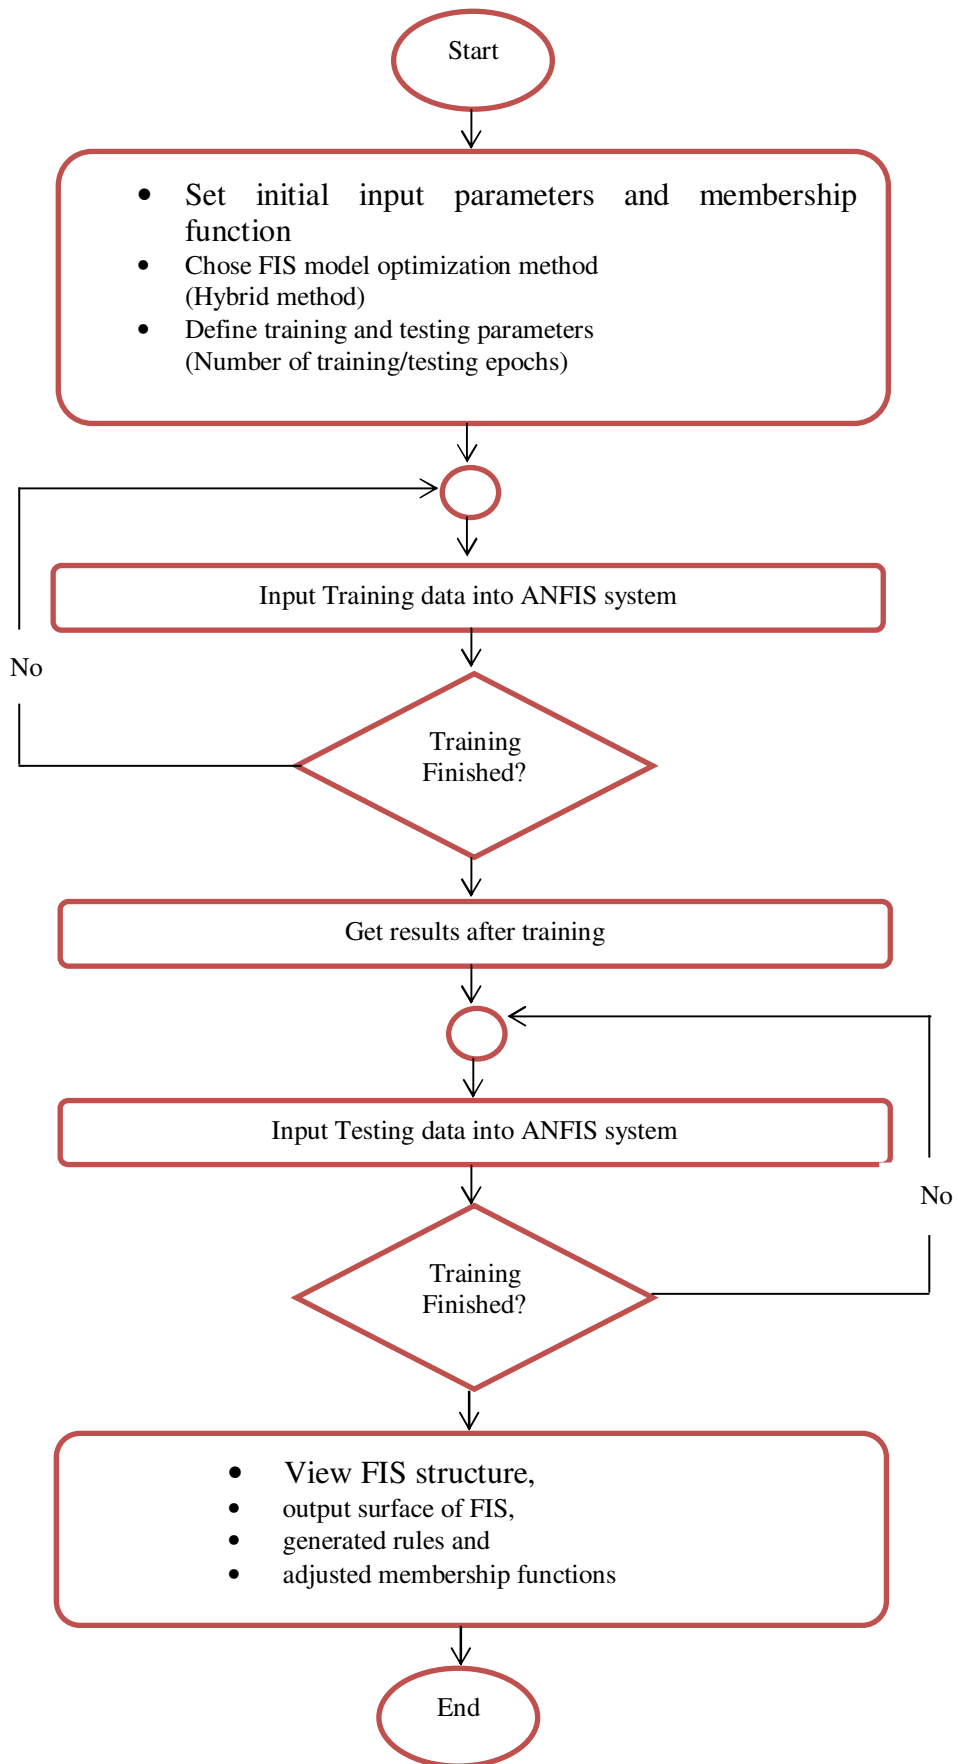 Start
• Set initial input parameters and membership
function
• Chose FIS model optimization method
(Hybrid method)
• Define training and testing parameters
(Number of training/testing epochs)
Input Training data into ANFIS system
No
Training
Finished?
Get results after training
Input Testing data into ANFIS system
No
Training
Finished?
• View FIS structure,
• output surface of FIS,
• generated rules and
• adjusted membership functions
End